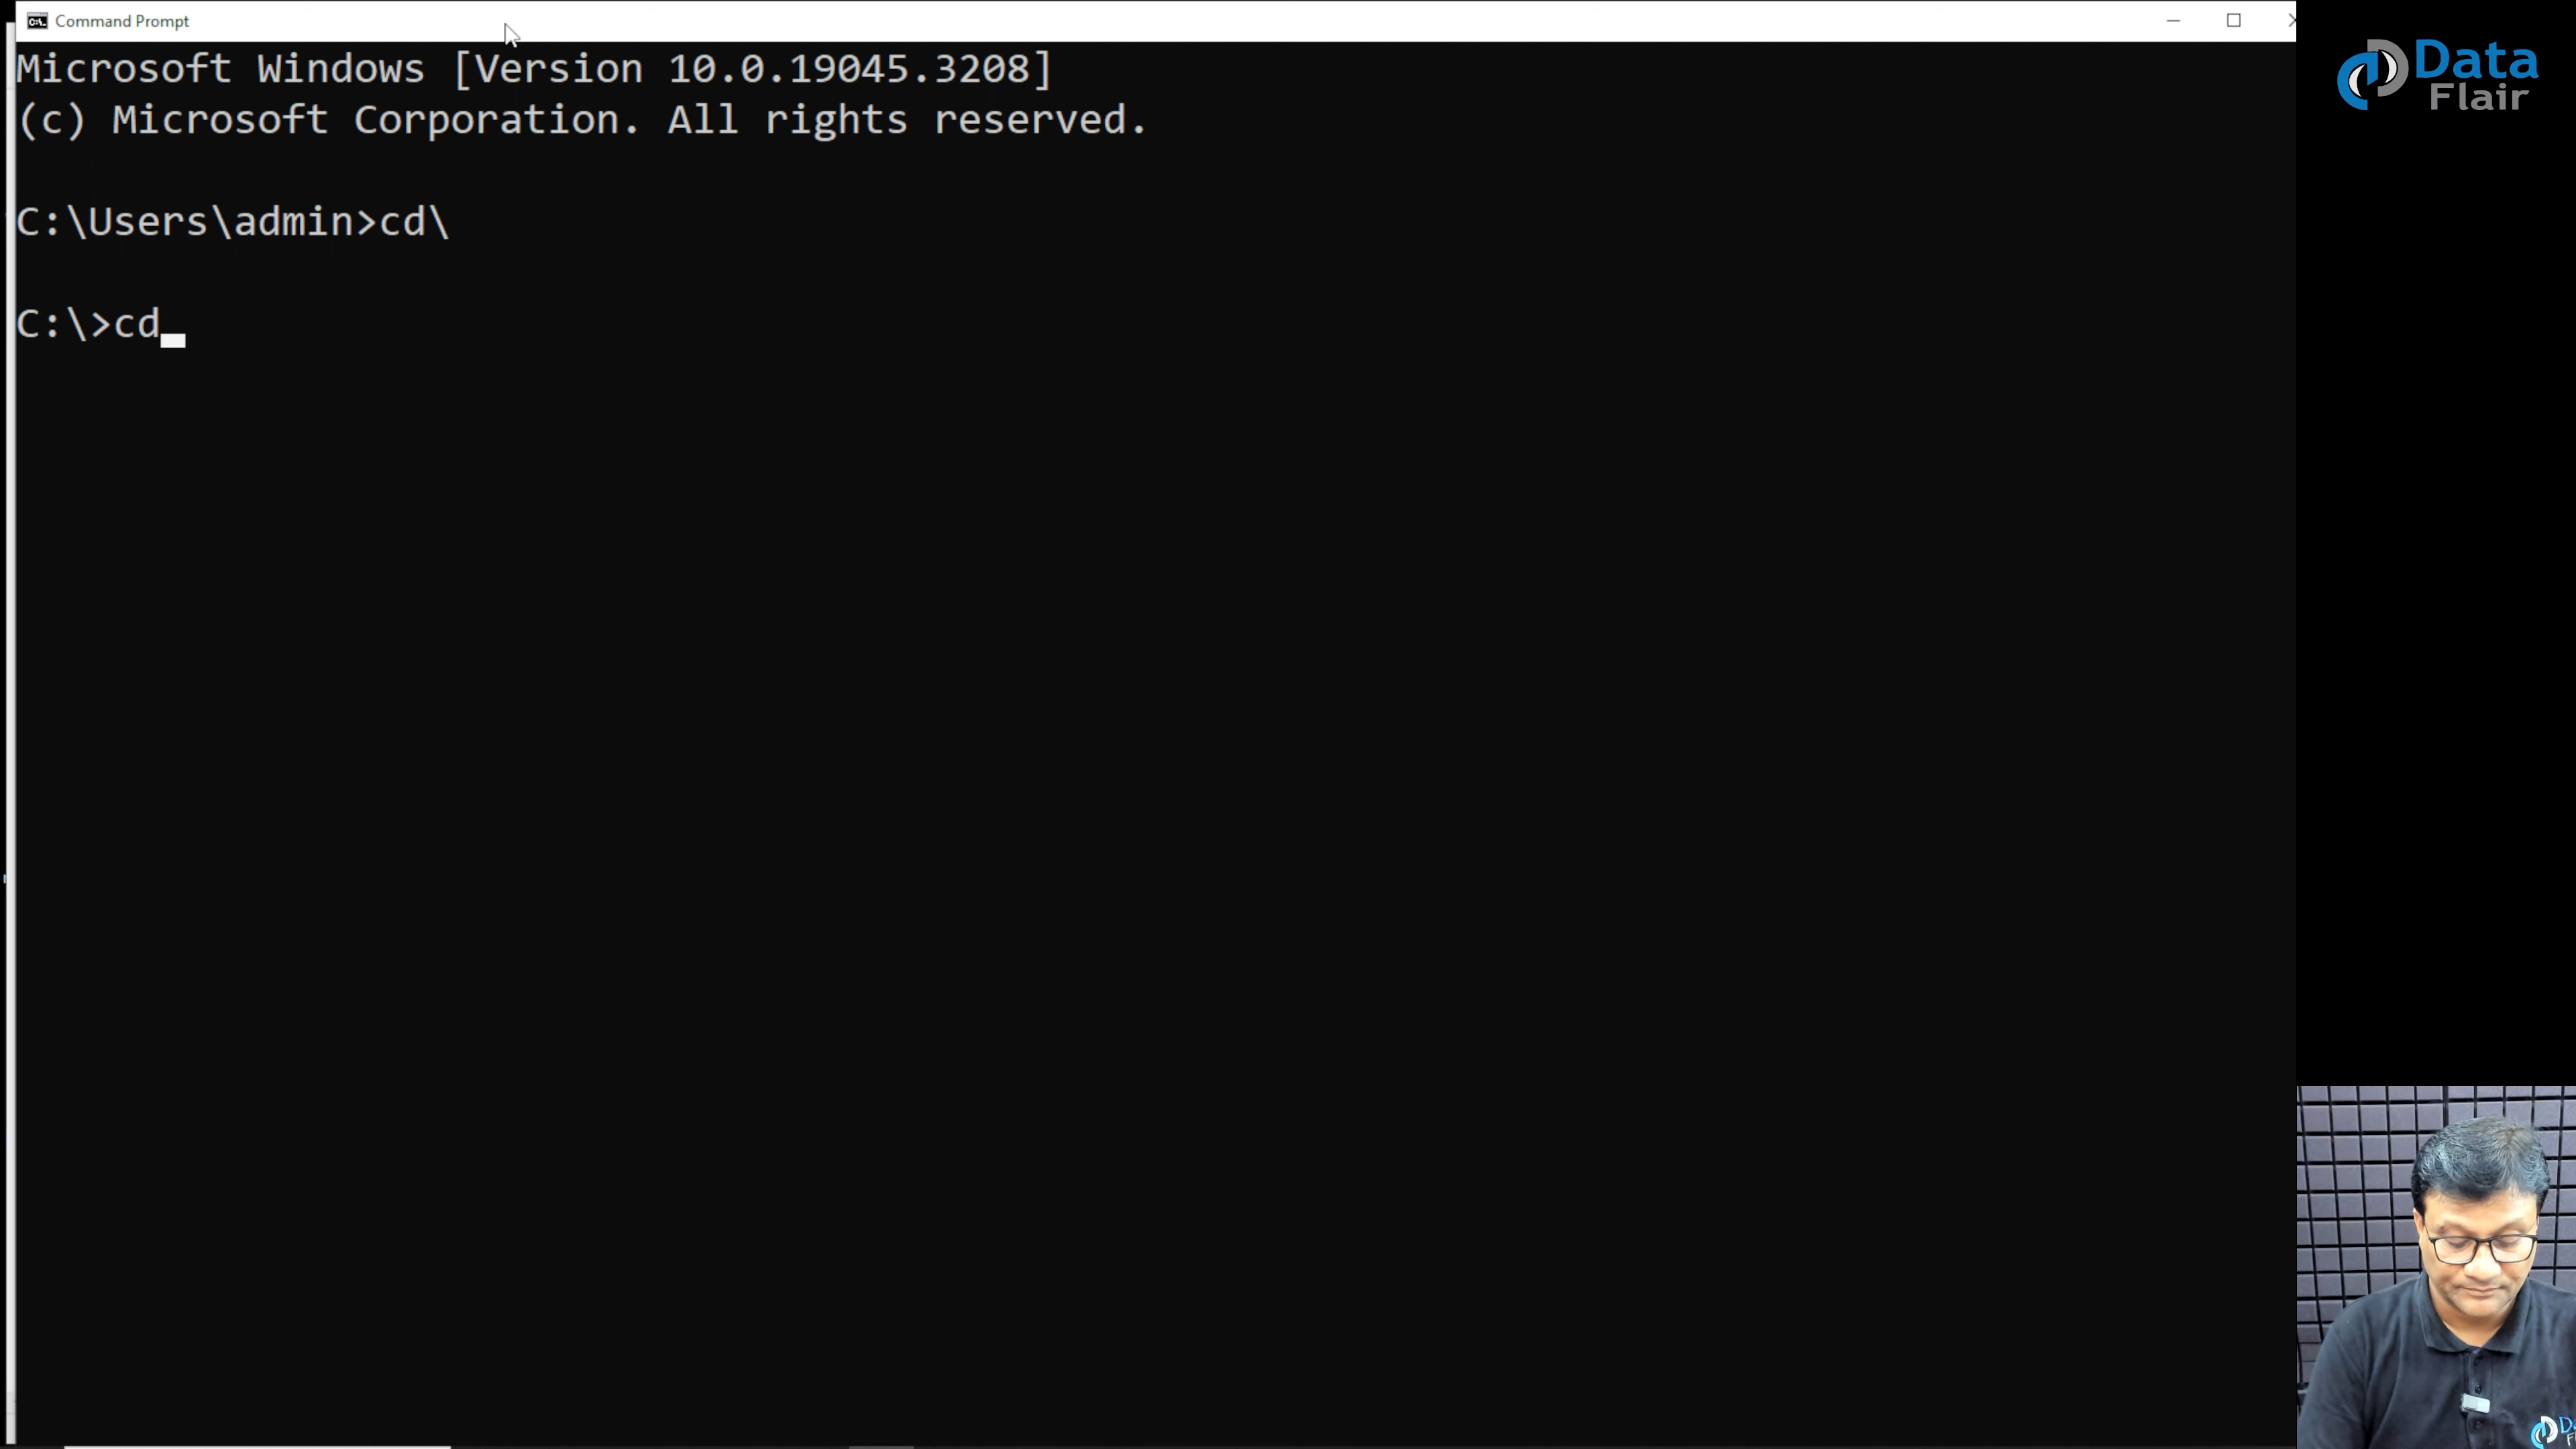 Command Prompt
Microsoft Windows [Version 10.0.19045.3208]
(c) Microsoft Corporation. All rights reserved.
C:\Users\admin>cd\
C:\>cd
Data
Flair